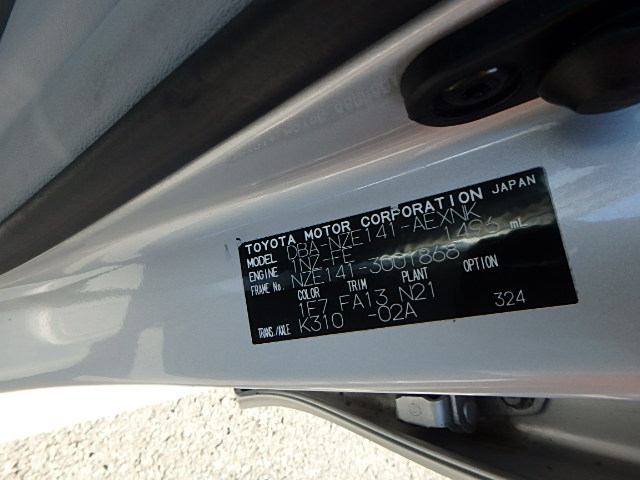 TOYOTA MOTOR CORPORATION JAPAN
MODEL DBA-NZE141-AEXNK
ENGINE 1NZ-FE 1496 mL
FRAME No. NZE141-3001868
COLOR TRIM PLANT OPTION
1E7 FA13 N21 324
TRANS./AXLE K310 -02A